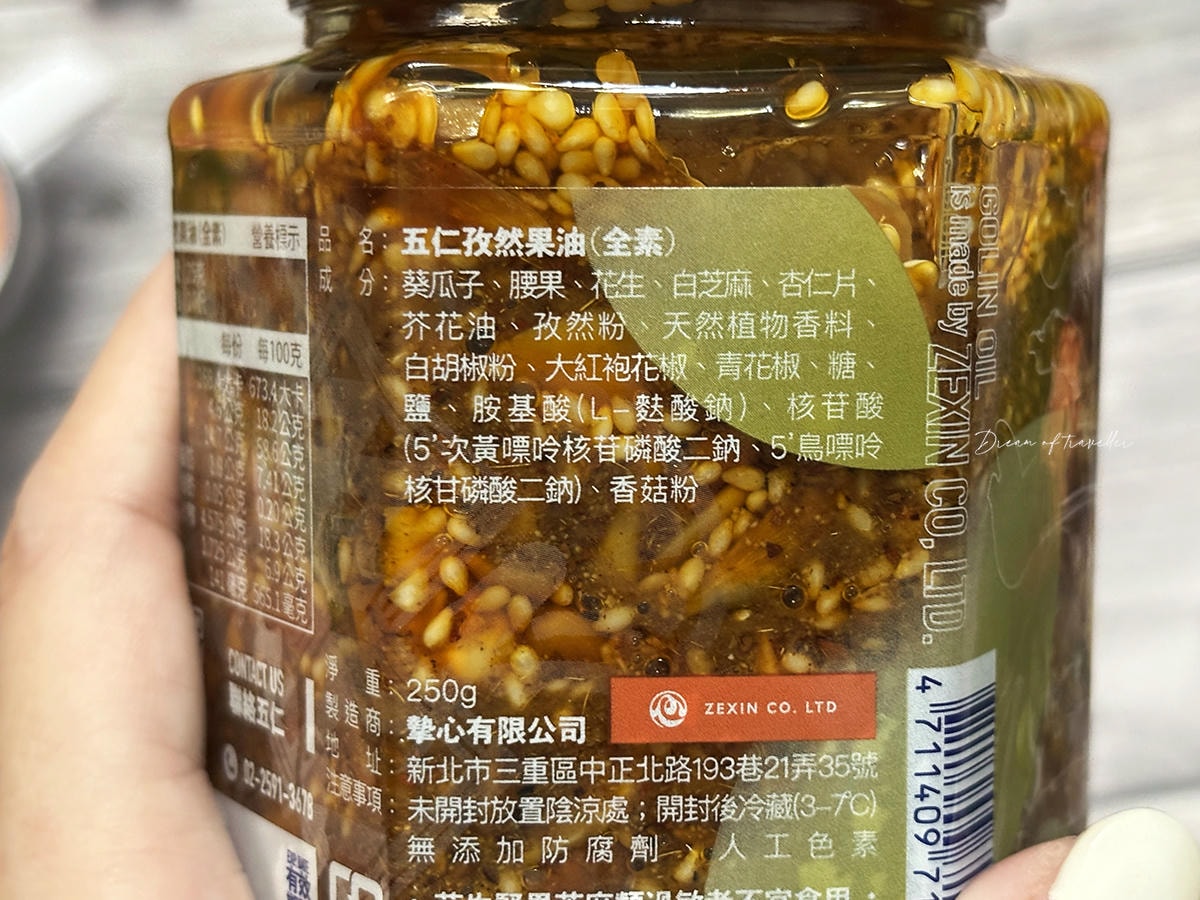 油(全素) 營養標示
每份 每100克
673.4大卡
18.2公克
58.6公克
7.41公克
0.20公克
18.3公克
5.9公克
565.1毫克
CONTACT US
聯絡五仁
02-2591-3678
品名：五仁孜然果油(全素)
成分：葵瓜子、腰果、花生、白芝麻、杏仁片、
芥花油、孜然粉、天然植物香料、
白胡椒粉、大紅袍花椒、青花椒、糖、
鹽、胺基酸(L-麩酸鈉)、核苷酸
(5'次黃嘌呤核苷磷酸二鈉、5'鳥嘌呤
核甘磷酸二鈉)、香菇粉
淨重：250g
製造商：摯心有限公司
地址：新北市三重區中正北路193巷21弄35號
注意事項：未開封放置陰涼處；開封後冷藏(3-7℃)
無添加防腐劑、人工色素
ZEXIN CO. LTD
GOLJIN OIL
is made by ZEXIN CO, LTD.
4 711409 7
Dream of traveller